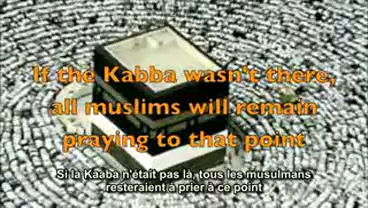 If the Kabba wasn't there,
all muslims will remain
praying to that point
Si la Kaaba n'était pas là, tous les musulmans
resteraient à prier à ce point